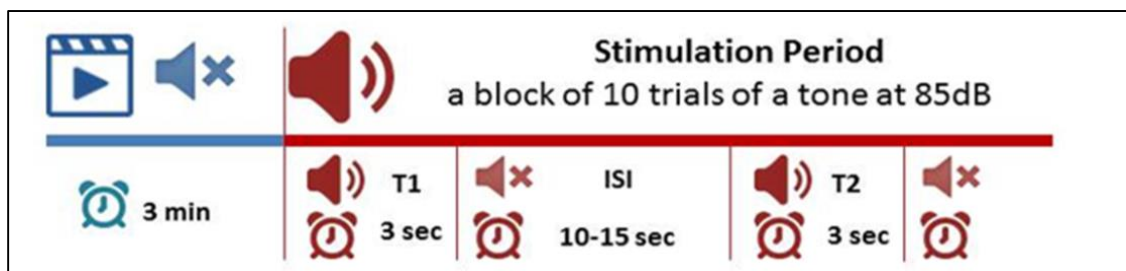 Stimulation Period
a block of 10 trials of a tone at 85dB
3 min
T1
3 sec
ISI
10-15 sec
T2
3 sec